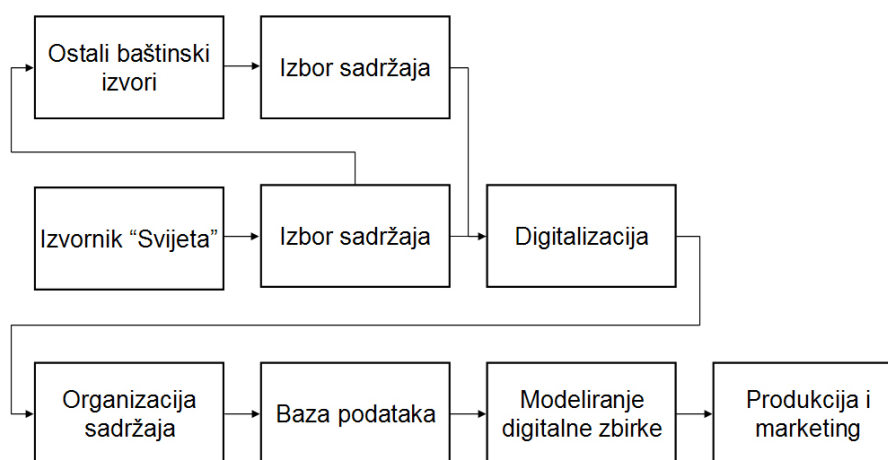 Ostali baštinski
izvori
Izbor sadržaja
Izvornik “Svijeta”
Izbor sadržaja
Digitalizacija
Organizacija
sadržaja
Baza podataka
Modeliranje
digitalne zbirke
Produkcija i
marketing